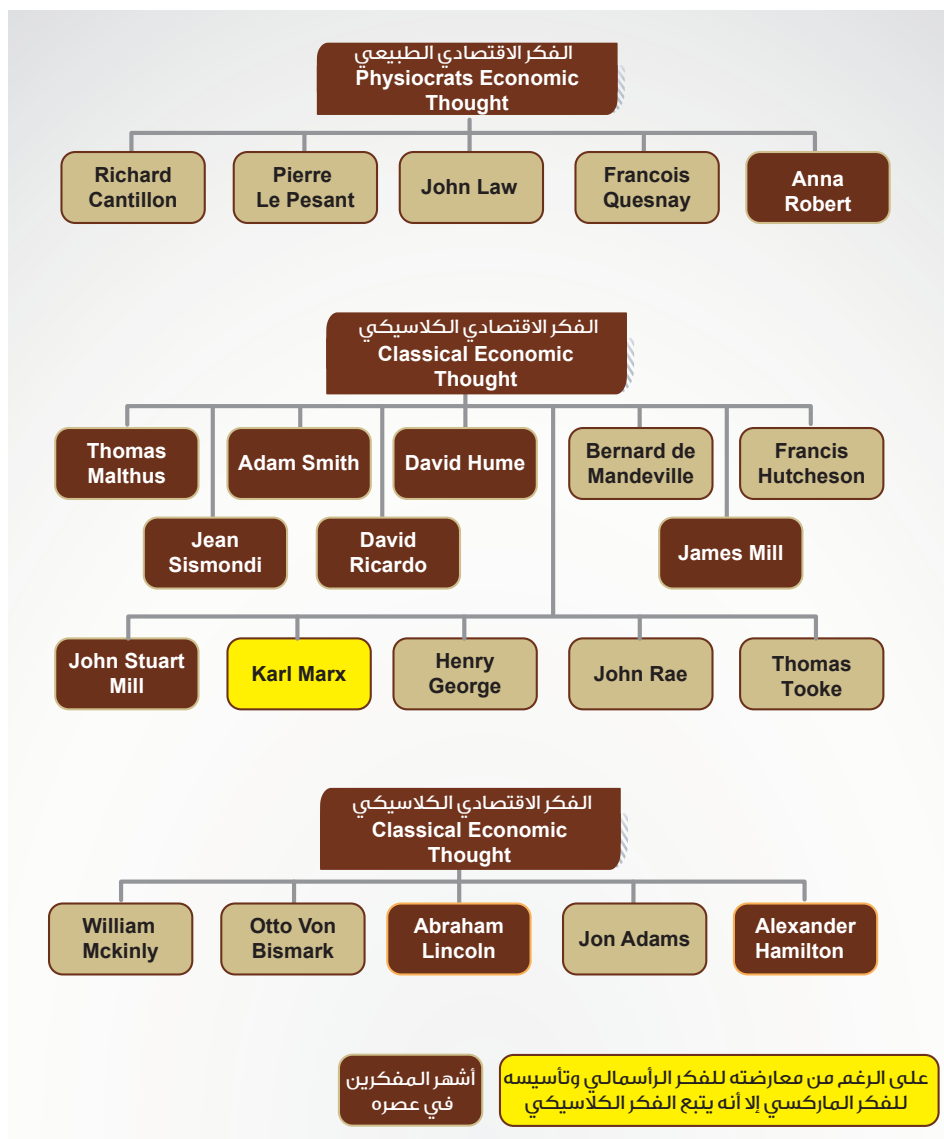 الفكر الاقتصادي الطبيعي
Physiocrats Economic
Thought
Richard
Cantillon
Pierre
Le Pesant
John Law
Francois
Quesnay
Anna
Robert
الفكر الاقتصادي الكلاسيكي
Classical Economic
Thought
Thomas
Malthus
Adam Smith
David Hume
Bernard de
Mandeville
Francis
Hutcheson
Jean
Sismondi
David
Ricardo
James Mill
John Stuart
Mill
Karl Marx
Henry
George
John Rae
Thomas
Tooke
الفكر الاقتصادي الكلاسيكي
Classical Economic
Thought
William
Mckinly
Otto Von
Bismark
Abraham
Lincoln
Jon Adams
Alexander
Hamilton
أشهر المفكرين
في عصره
على الرغم من معارضته للفكر الرأسمالي وتأسيسه
للفكر الماركسي إلا أنه يتبع الفكر الكلاسيكي